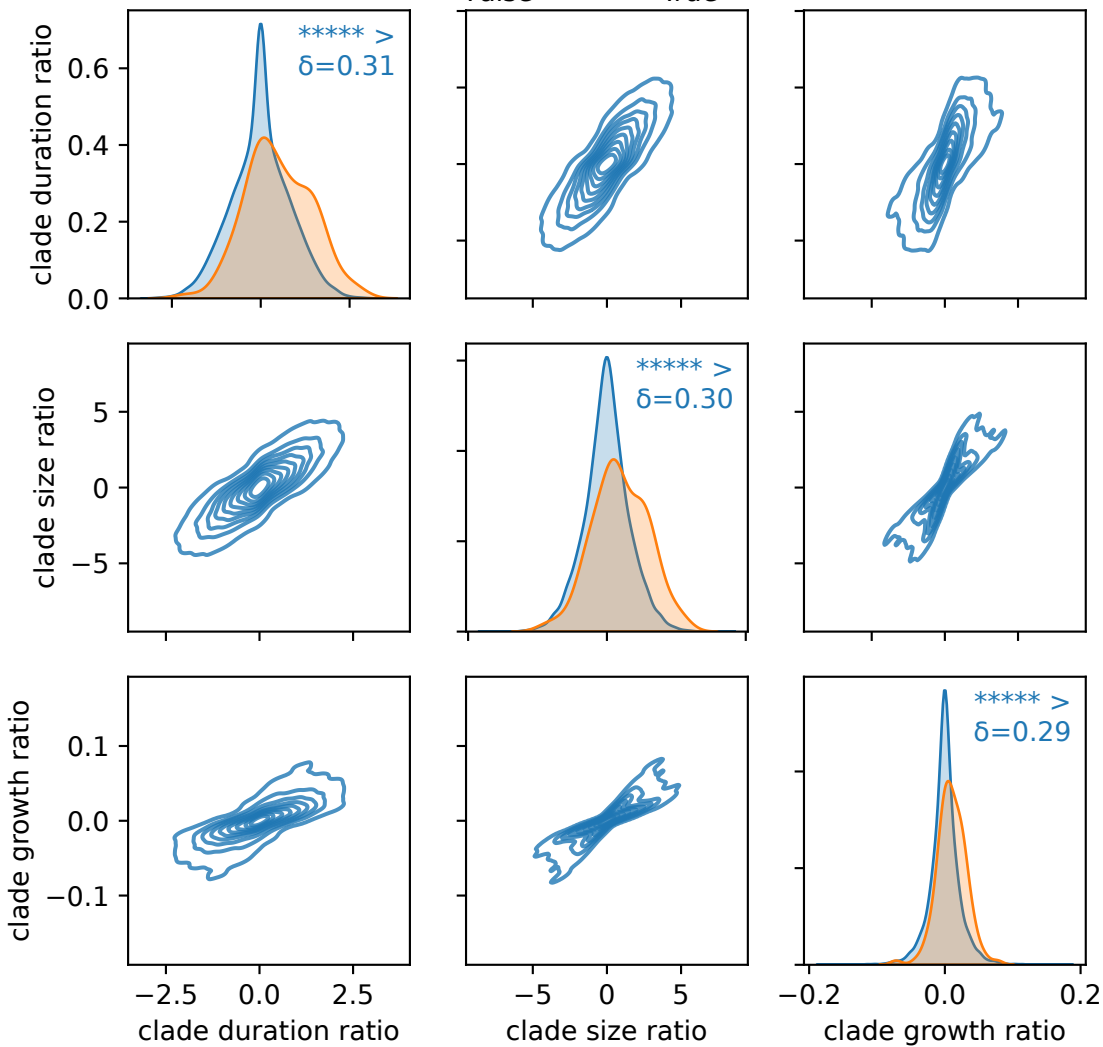 clade duration ratio
0.6
0.4
0.2
0.0
***** >
δ=0.31
clade size ratio
5
0
−5
***** >
δ=0.30
clade growth ratio
0.1
0.0
−0.1
***** >
δ=0.29
−2.5 0.0 2.5
−5 0 5
−0.2 0.0 0.2
clade duration ratio
clade size ratio
clade growth ratio